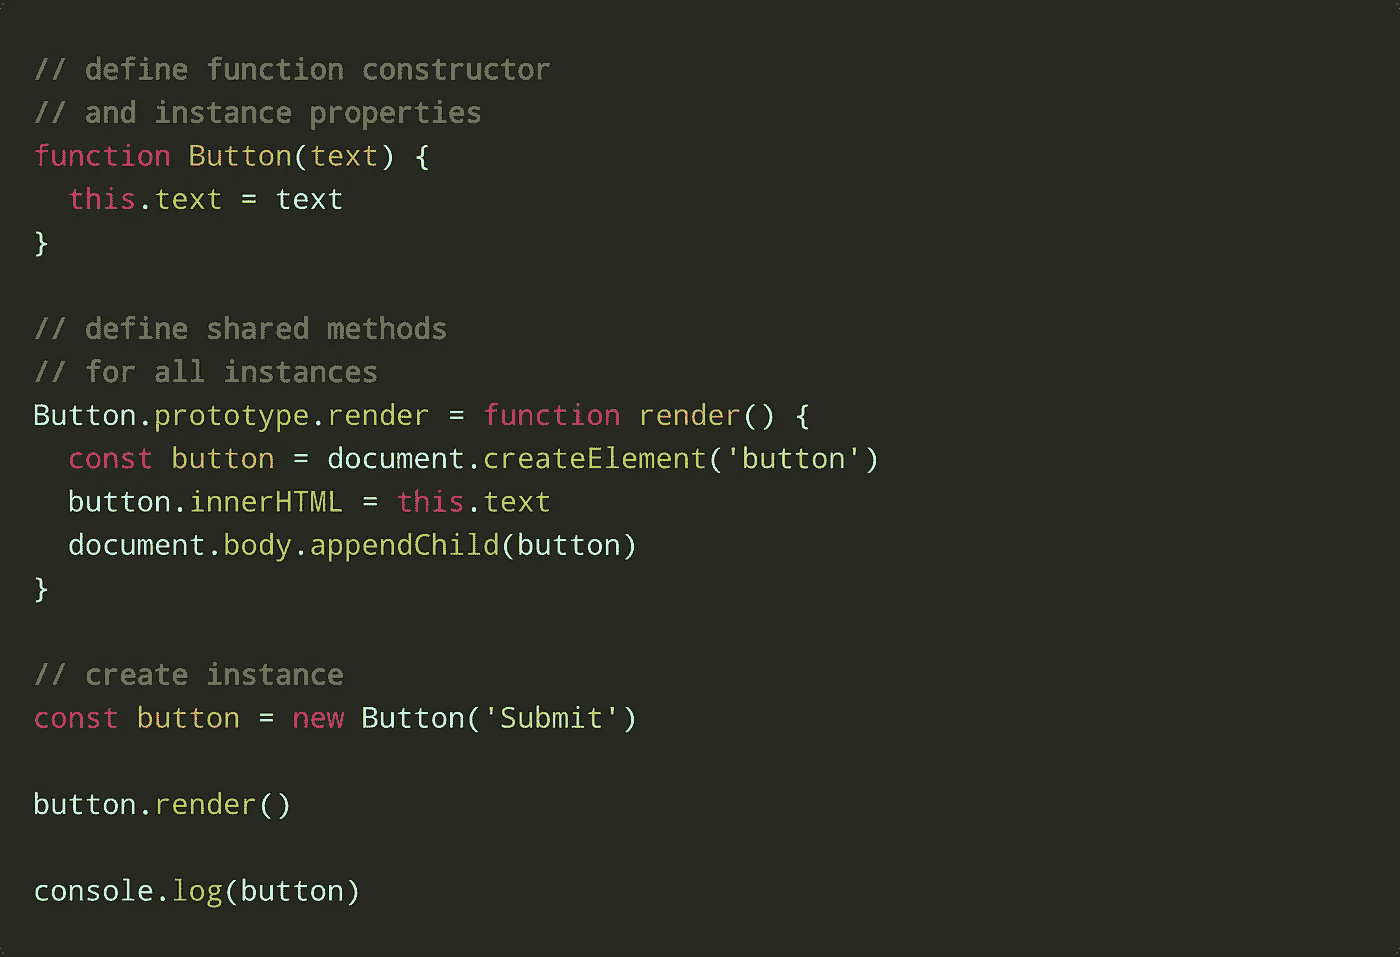 // define function constructor
// and instance properties
function Button(text) {
  this.text = text
}

// define shared methods
// for all instances
Button.prototype.render = function render() {
  const button = document.createElement('button')
  button.innerHTML = this.text
  document.body.appendChild(button)
}

// create instance
const button = new Button('Submit')

button.render()

console.log(button)